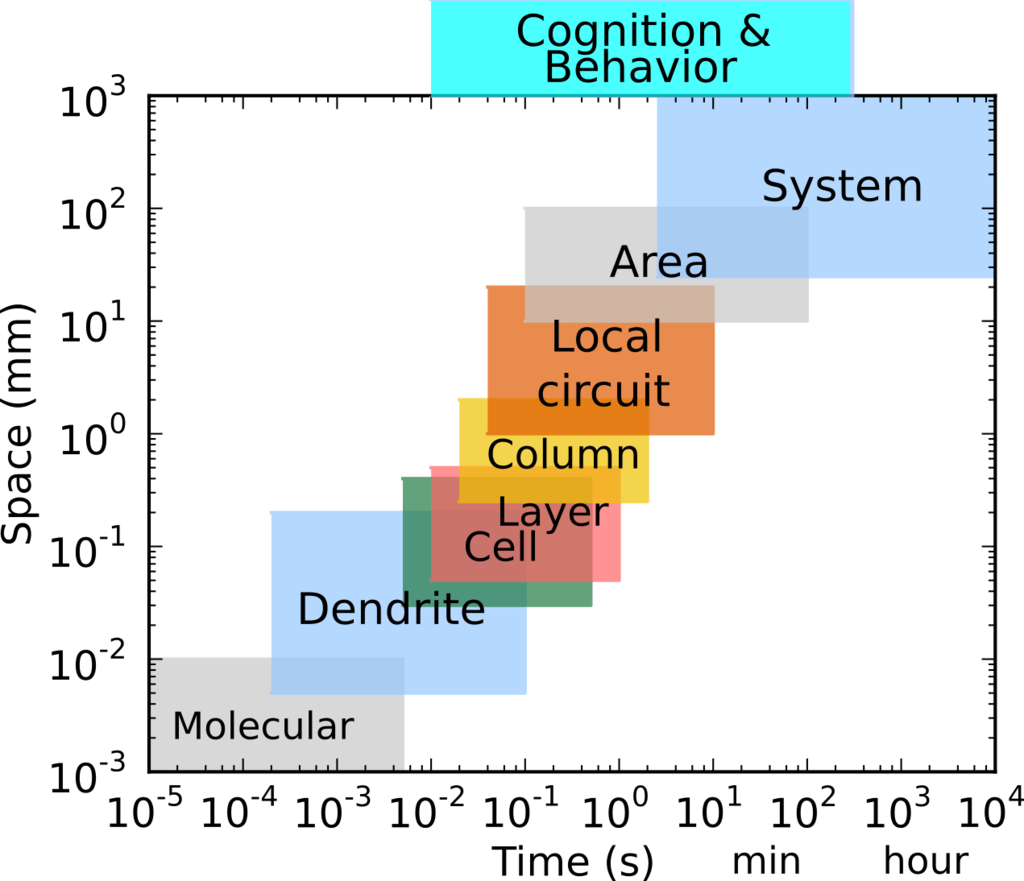 Cognition &
Behavior
10^3
System
10^2
Area
10^1
Local
circuit
10^0
Column
Layer
Cell
10^-1
Dendrite
10^-2
Molecular
10^-3
Space (mm)
10^-5 10^-4 10^-3 10^-2 10^-1 10^0 10^1 10^2 10^3 10^4
Time (s) min hour